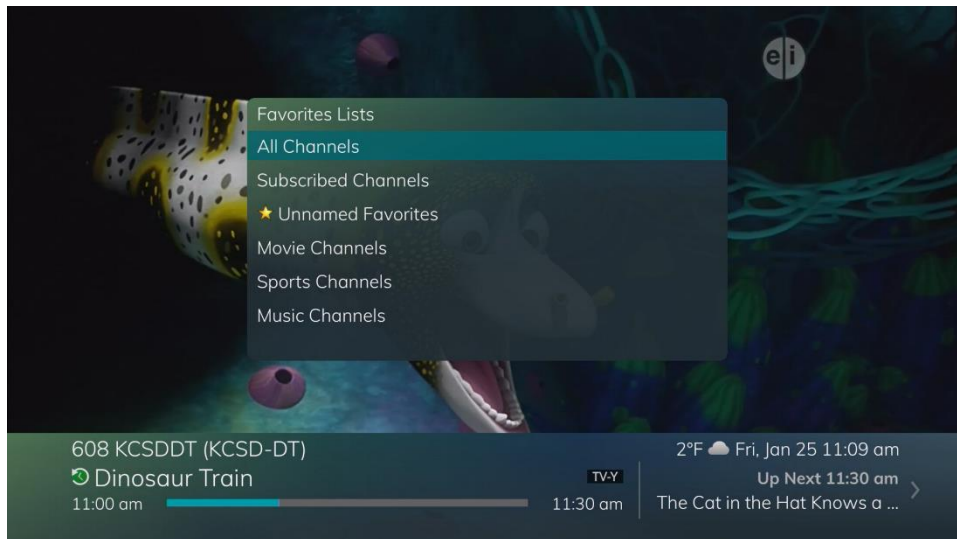 e|i
Favorites Lists
All Channels
Subscribed Channels
Unnamed Favorites
Movie Channels
Sports Channels
Music Channels
608 KCSDDT (KCSD-DT)
2°F Fri, Jan 25 11:09 am
Dinosaur Train
TV-Y
Up Next 11:30 am
11:00 am
11:30 am
The Cat in the Hat Knows a ...